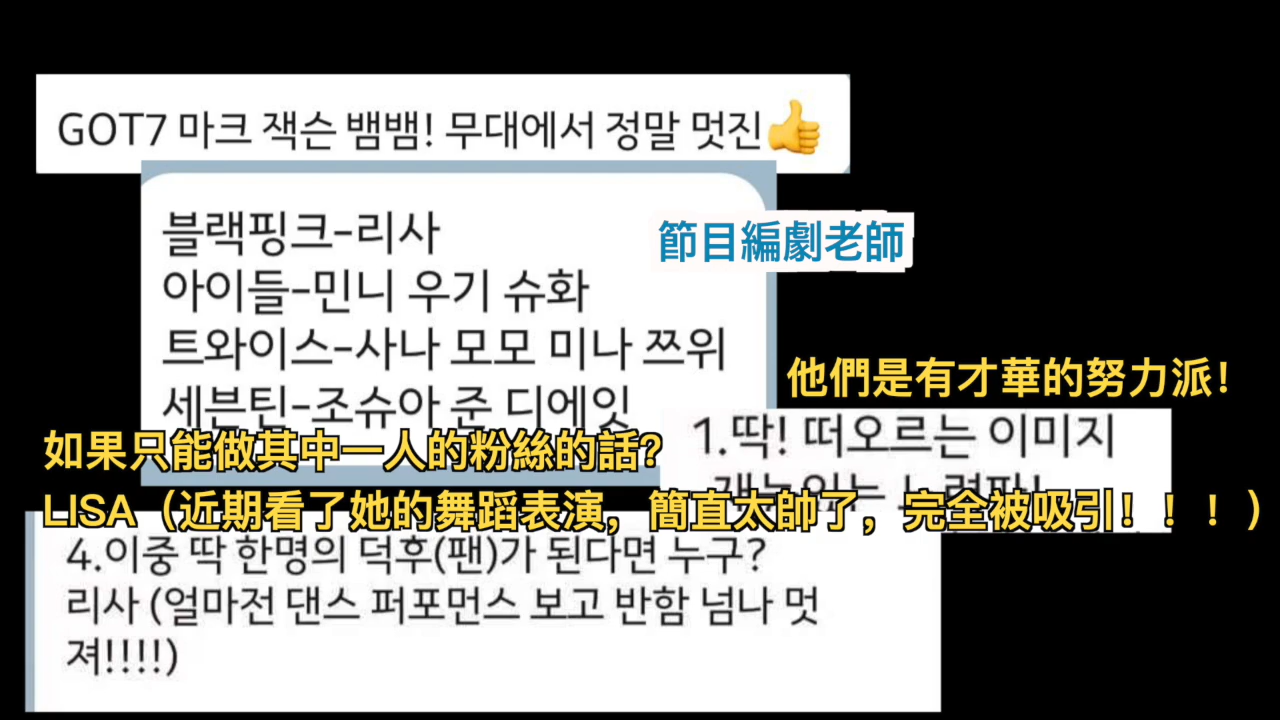 GOT7 마크 잭슨 뱀뱀! 무대에서 정말 멋진👍
블랙핑크-리사
節目編劇老師
아이들-민니 우기 슈화
트와이스-사나 모모 미나 쯔위
他們是有才華的努力派!
세븐틴-조슈아 준 디에잇
1.딱! 떠오르는 이미지
如果只能做其中一人的粉絲的話?
LISA（近期看了她的舞蹈表演，簡直太帥了，完全被吸引！！！）
4.이중 딱 한명의 덕후(팬)가 된다면 누구?
리사 (얼마전 댄스 퍼포먼스 보고 반함 넘나 멋
져!!!!)